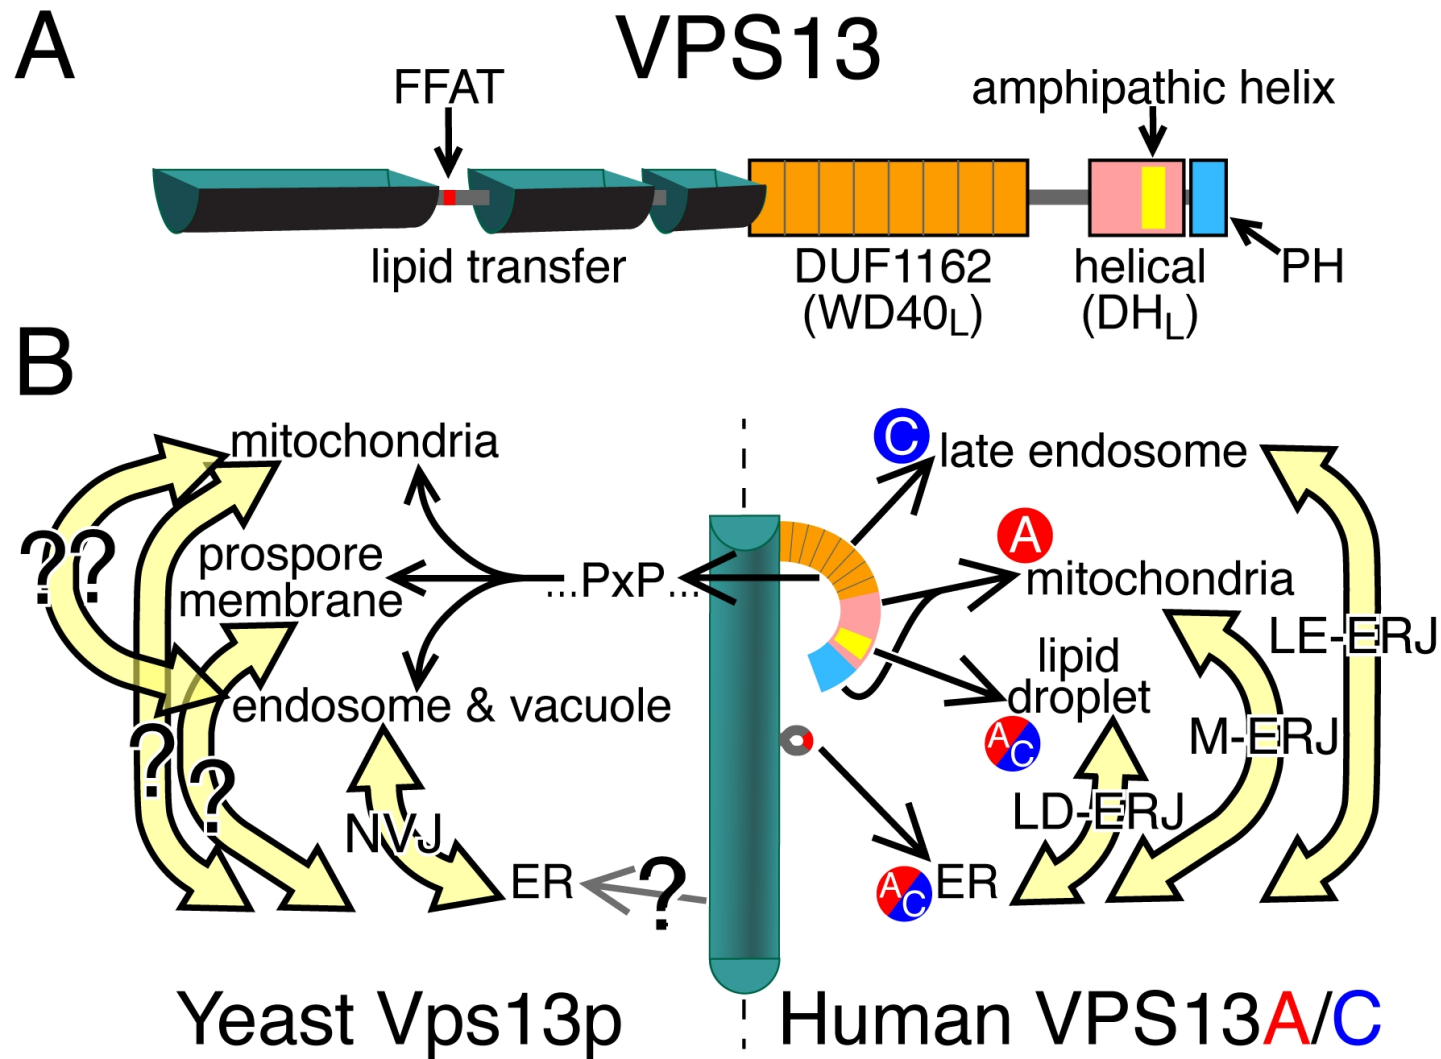 A
VPS13
FFAT
amphipathic helix
lipid transfer
DUF1162
(WD40L)
helical
(DHL)
PH
B
mitochondria
prospore
membrane
endosome & vacuole
...PxP...
??
?
?
NVJ
ER
?
C
late endosome
A
mitochondria
lipid
droplet
A
C
LE-ERJ
M-ERJ
LD-ERJ
A
C
ER
Yeast Vps13p
Human VPS13A/C